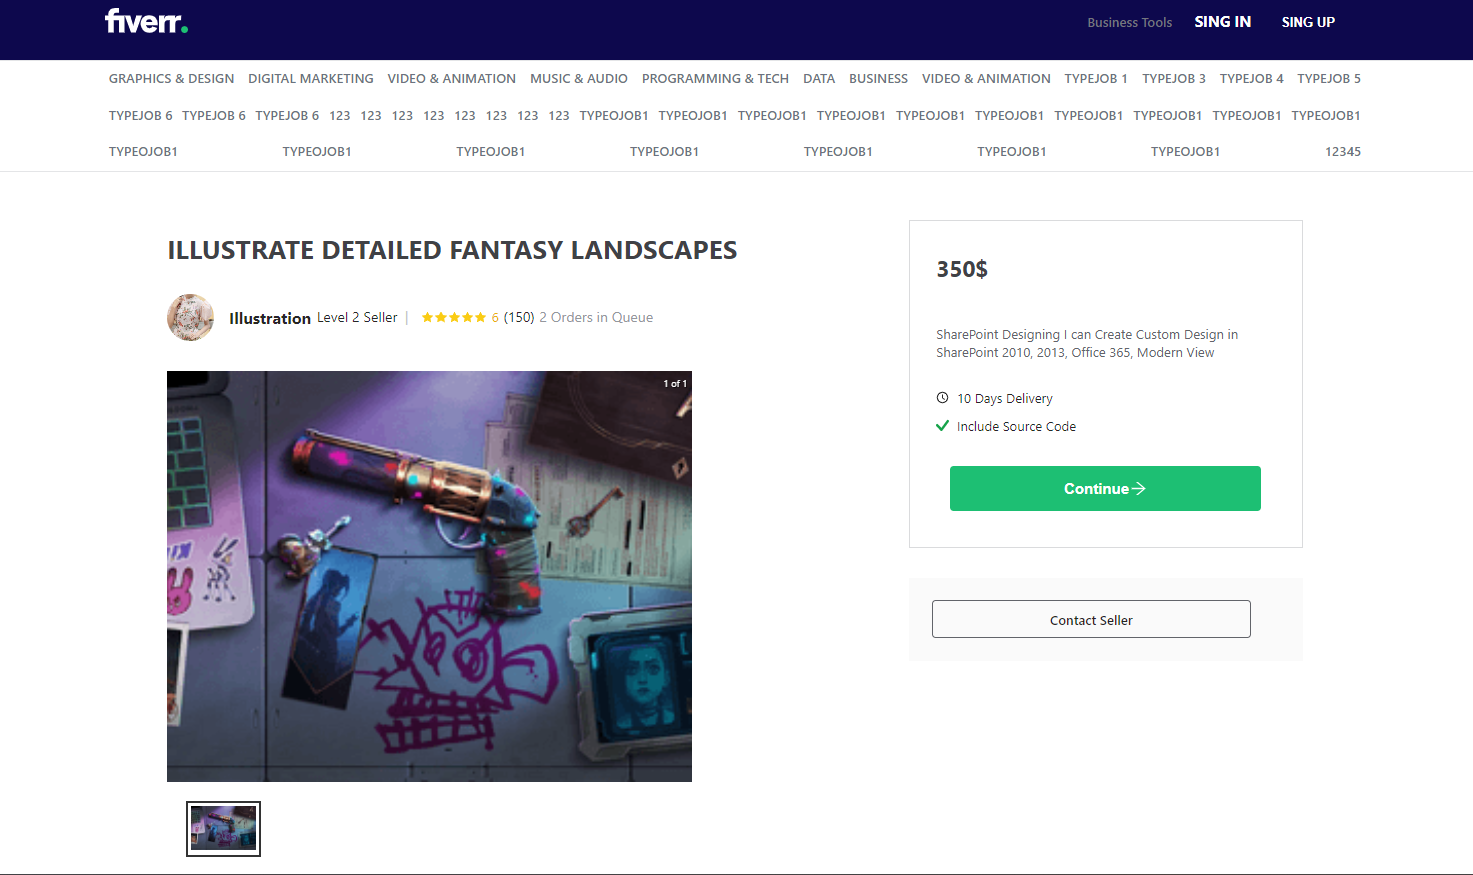 fiverr.
Business Tools SING IN SING UP
GRAPHICS & DESIGN DIGITAL MARKETING VIDEO & ANIMATION MUSIC & AUDIO PROGRAMMING & TECH DATA BUSINESS VIDEO & ANIMATION TYPEJOB 1 TYPEJOB 3 TYPEJOB 4 TYPEJOB 5
TYPEJOB 6 TYPEJOB 6 TYPEJOB 6 123 123 123 123 123 123 123 123 TYPEOJOB1 TYPEOJOB1 TYPEOJOB1 TYPEOJOB1 TYPEOJOB1 TYPEOJOB1 TYPEOJOB1 TYPEOJOB1 TYPEOJOB1 TYPEOJOB1
TYPEOJOB1 TYPEOJOB1 TYPEOJOB1 TYPEOJOB1 TYPEOJOB1 TYPEOJOB1 TYPEOJOB1 12345
ILLUSTRATE DETAILED FANTASY LANDSCAPES
Illustration Level 2 Seller | 6 (150) 2 Orders in Queue
1 of 1
350$
SharePoint Designing I can Create Custom Design in
SharePoint 2010, 2013, Office 365, Modern View
10 Days Delivery
Include Source Code
Continue
Contact Seller